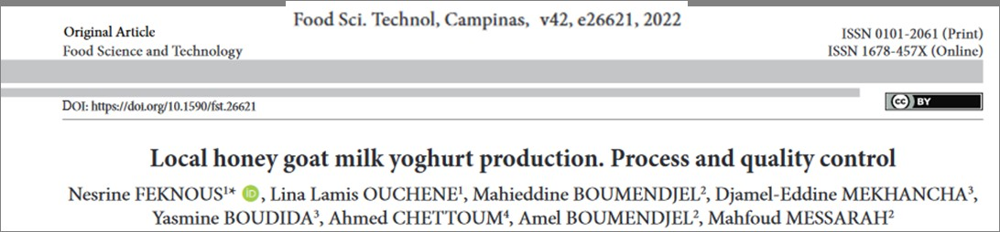 Food Sci. Technol, Campinas, v42, e26621, 2022
Original Article
ISSN 0101-2061 (Print)
Food Science and Technology
ISSN 1678-457X (Online)
DOI: https://doi.org/10.1590/fst.26621
cc BY
Local honey goat milk yoghurt production. Process and quality control
Nesrine FEKNOUS¹* iD, Lina Lamis OUCHENE¹, Mahieddine BOUMENDJEL², Djamel-Eddine MEKHANCHA³,
Yasmine BOUDIDA³, Ahmed CHETTOUM⁴, Amel BOUMENDJEL², Mahfoud MESSARAH²